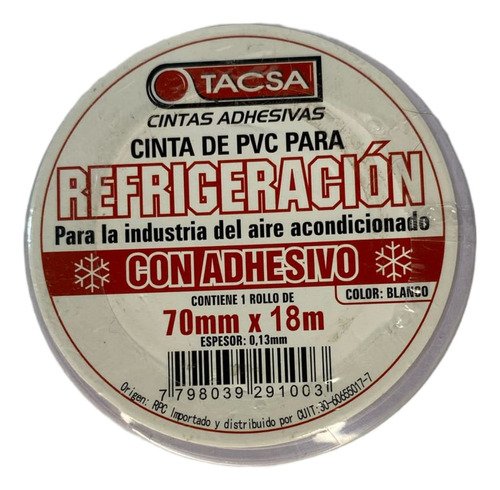 TACSA
CINTAS ADHESIVAS
CINTA DE PVC PARA
REFRIGERACIÓN
Para la industria del aire acondicionado
CON ADHESIVO
COLOR: BLANCO
CONTIENE 1 ROLLO DE
70mm x 18m
ESPESOR: 0,13mm
7 798039 291003
Origen: RPC Importado y distribuido por CUIT:30-60655017-7